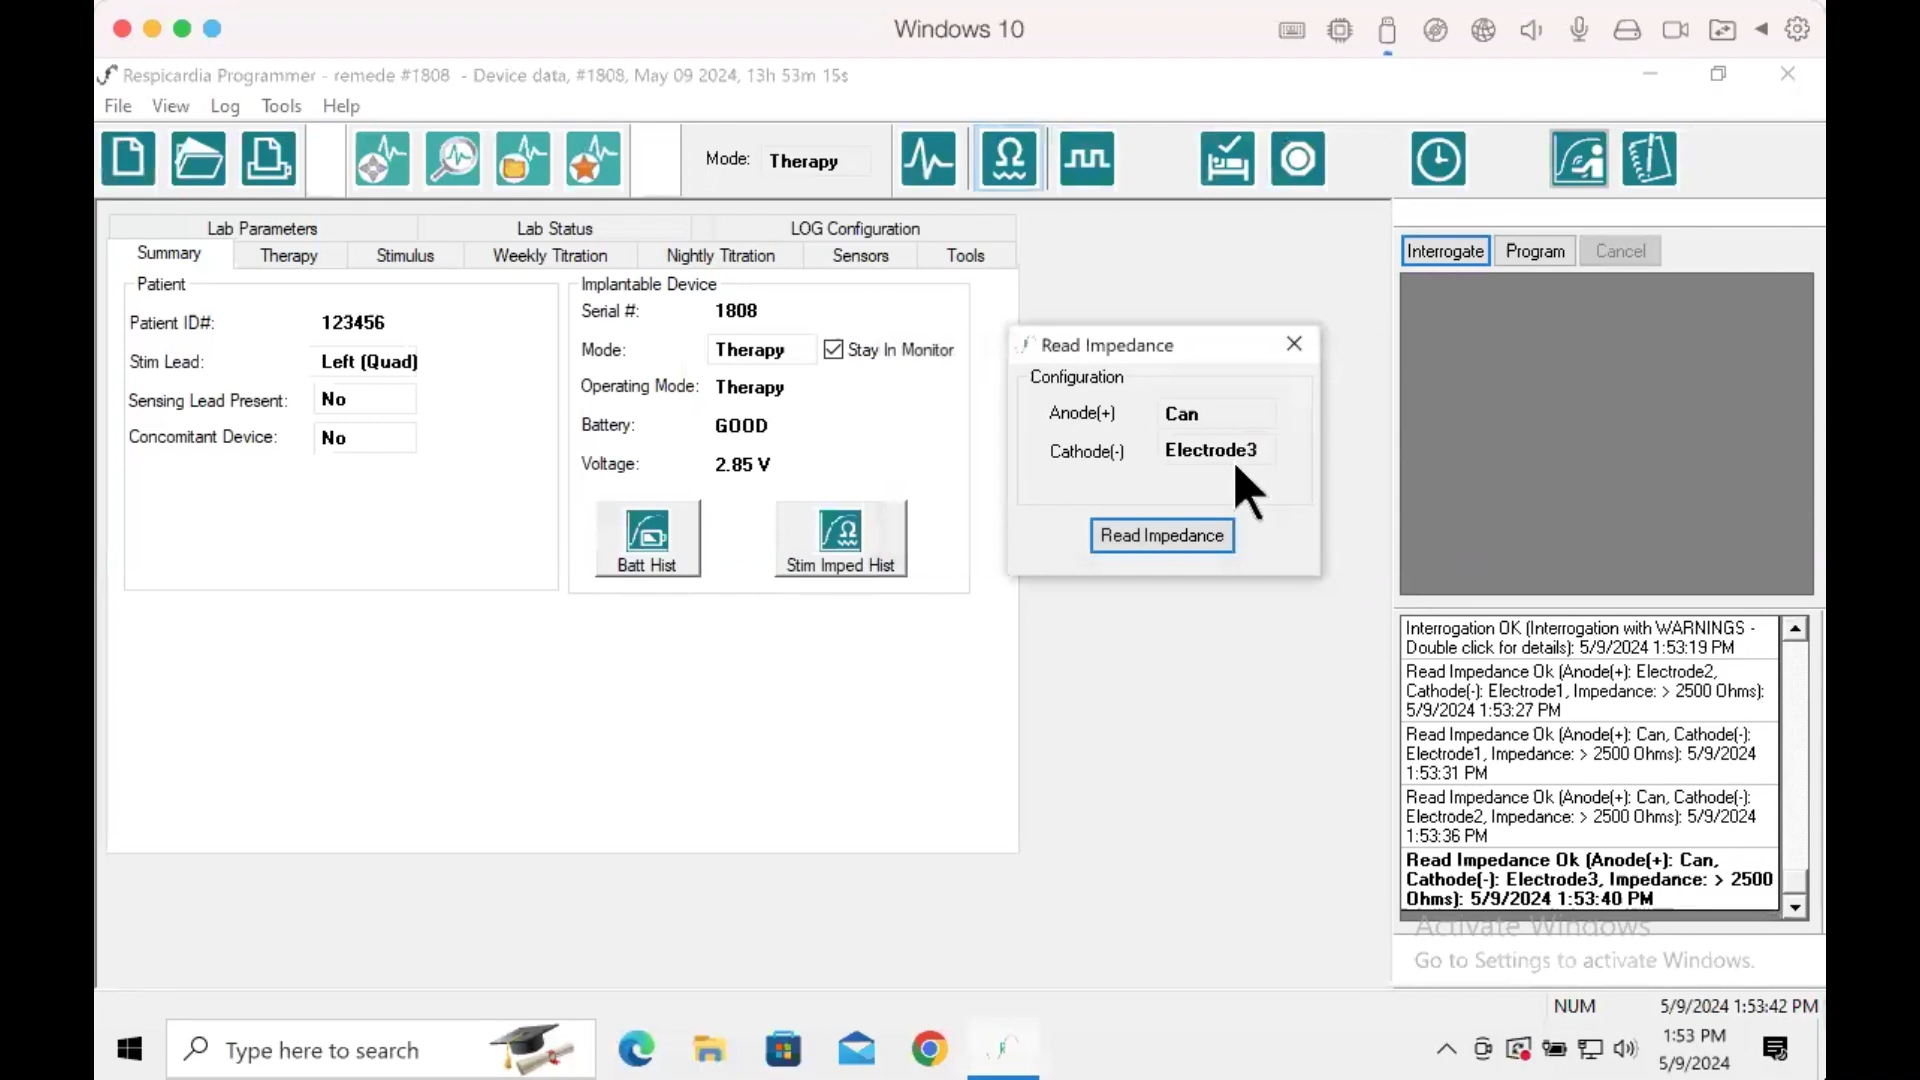 Windows 10
Respicardia Programmer - remede #1808 - Device data, #1808, May 09 2024, 13h 53m 15s
File View Log Tools Help
Mode: Therapy
Lab Parameters Lab Status LOG Configuration
Summary Therapy Stimulus Weekly Titration Nightly Titration Sensors Tools
Patient
Patient ID#: 123456
Stim Lead: Left (Quad)
Sensing Lead Present: No
Concomitant Device: No
Implantable Device
Serial #: 1808
Mode: Therapy Stay In Monitor
Operating Mode: Therapy
Battery: GOOD
Voltage: 2.85 V
Batt Hist Stim Imped Hist
Read Impedance
Configuration
Anode(+) Can
Cathode(-) Electrode3
Read Impedance
Interrogate Program Cancel
Interrogation OK (Interrogation with WARNINGS -
Double click for details): 5/9/2024 1:53:19 PM
Read Impedance Ok (Anode(+): Electrode2,
Cathode(-): Electrode1, Impedance: > 2500 Ohms):
5/9/2024 1:53:27 PM
Read Impedance Ok (Anode(+): Can, Cathode(-):
Electrode1, Impedance: > 2500 Ohms): 5/9/2024
1:53:31 PM
Read Impedance Ok (Anode(+): Can, Cathode(-):
Electrode2, Impedance: > 2500 Ohms): 5/9/2024
1:53:36 PM
Read Impedance Ok (Anode(+): Can,
Cathode(-): Electrode3, Impedance: > 2500
Ohms): 5/9/2024 1:53:40 PM
Activate Windows
Go to Settings to activate Windows.
NUM 5/9/2024 1:53:42 PM
Type here to search
1:53 PM
5/9/2024